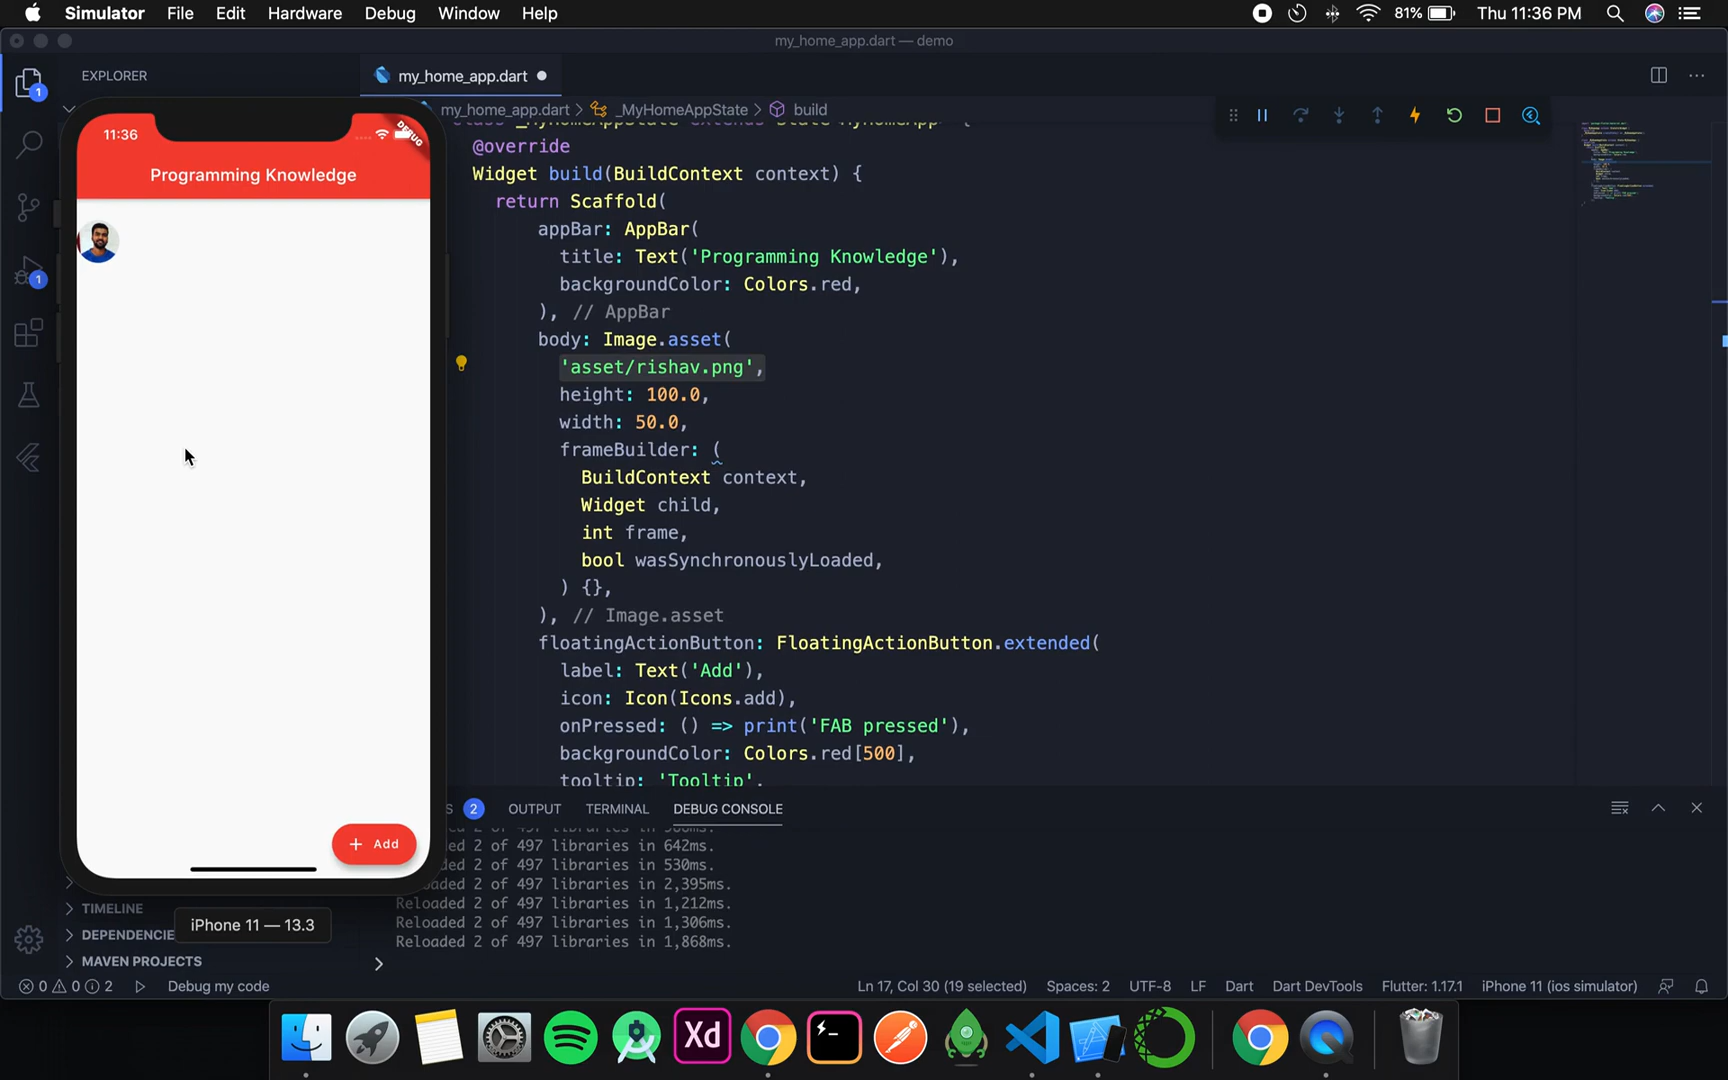 Simulator File Edit Hardware Debug Window Help
81% Thu 11:36 PM
my_home_app.dart — demo
EXPLORER
my_home_app.dart
my_home_app.dart > _MyHomeAppState > build
1
1
11:36
DEBUG
Programming Knowledge
Add
iPhone 11 — 13.3
@override
Widget build(BuildContext context) {
return Scaffold(
appBar: AppBar(
title: Text('Programming Knowledge'),
backgroundColor: Colors.red,
), // AppBar
body: Image.asset(
'asset/rishav.png',
height: 100.0,
width: 50.0,
frameBuilder: (
BuildContext context,
Widget child,
int frame,
bool wasSynchronouslyLoaded,
) {},
), // Image.asset
floatingActionButton: FloatingActionButton.extended(
label: Text('Add'),
icon: Icon(Icons.add),
onPressed: () => print('FAB pressed'),
backgroundColor: Colors.red[500],
tooltip: 'Tooltip',
S 2 OUTPUT TERMINAL DEBUG CONSOLE
ded 2 of 497 libraries in 642ms.
ded 2 of 497 libraries in 530ms.
oaded 2 of 497 libraries in 2,395ms.
Reloaded 2 of 497 libraries in 1,212ms.
Reloaded 2 of 497 libraries in 1,306ms.
Reloaded 2 of 497 libraries in 1,868ms.
>
TIMELINE
DEPENDENCIE
MAVEN PROJECTS
0 0 2 Debug my code
Ln 17, Col 30 (19 selected) Spaces: 2 UTF-8 LF Dart Dart DevTools Flutter: 1.17.1 iPhone 11 (ios simulator)
Xd